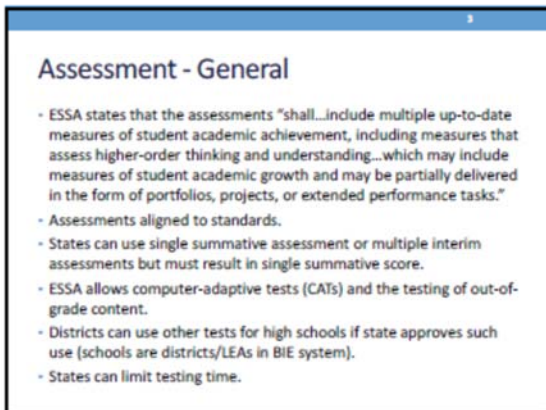 3
Assessment - General
- ESSA states that the assessments "shall...include multiple up-to-date
measures of student academic achievement, including measures that
assess higher-order thinking and understanding...which may include
measures of student academic growth and may be partially delivered
in the form of portfolios, projects, or extended performance tasks."
- Assessments aligned to standards.
- States can use single summative assessment or multiple interim
assessments but must result in single summative score.
- ESSA allows computer-adaptive tests (CATs) and the testing of out-of-
grade content.
- Districts can use other tests for high schools if state approves such
use (schools are districts/LEAs in BIE system).
- States can limit testing time.